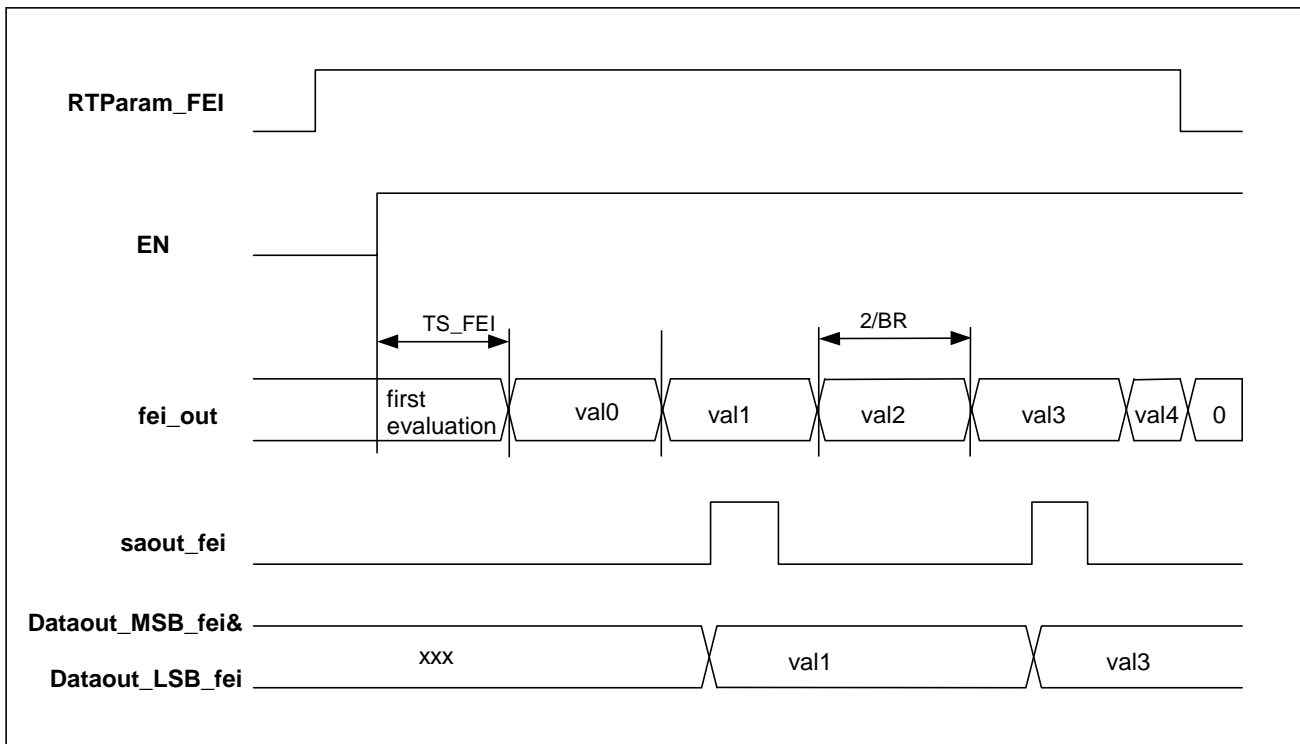 RTParam_FEI
EN
TS_FEI
2/BR
fei_out
first
evaluation
val0
val1
val2
val3
val4
0
saout_fei
Dataout_MSB_fei&
Dataout_LSB_fei
xxx
val1
val3